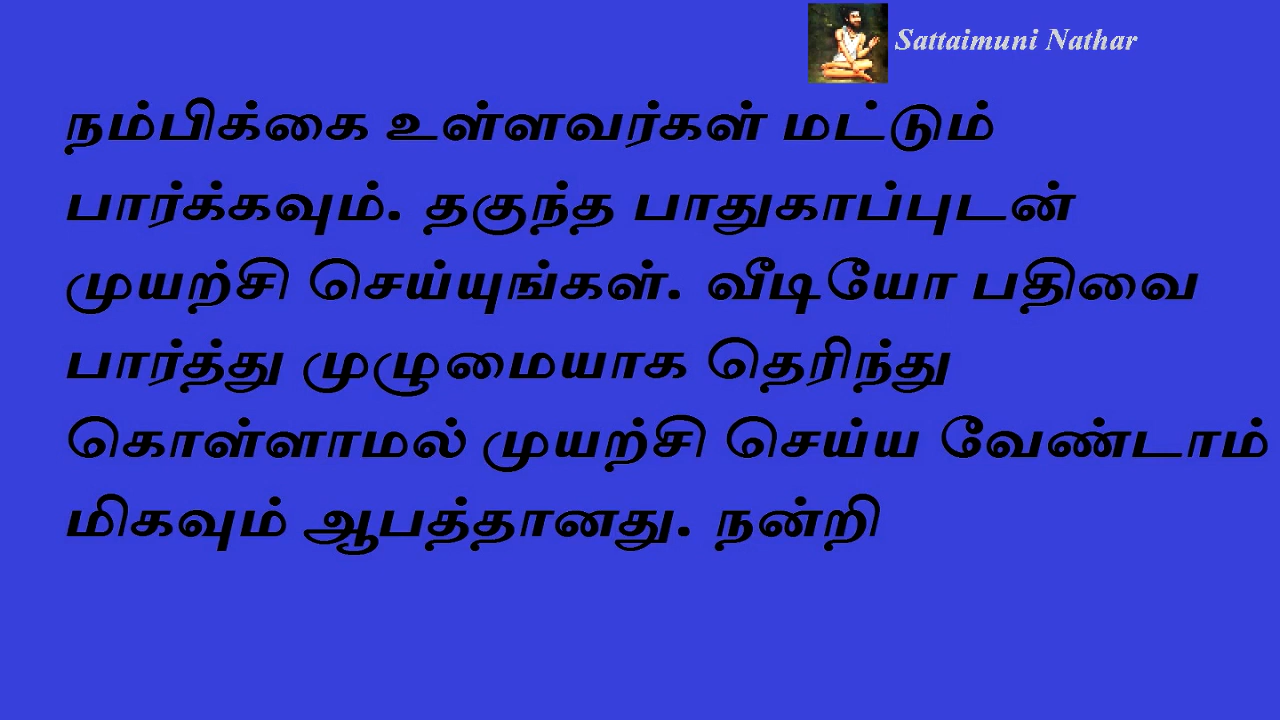 Sattaimuni Nathar
நம்பிக்கை உள்ளவர்கள் மட்டும்
பார்க்கவும். தகுந்த பாதுகாப்புடன்
முயற்சி செய்யுங்கள். வீடியோ பதிவை
பார்த்து முழுமையாக தெரிந்து
கொள்ளாமல் முயற்சி செய்ய வேண்டாம்
மிகவும் ஆபத்தானது. நன்றி